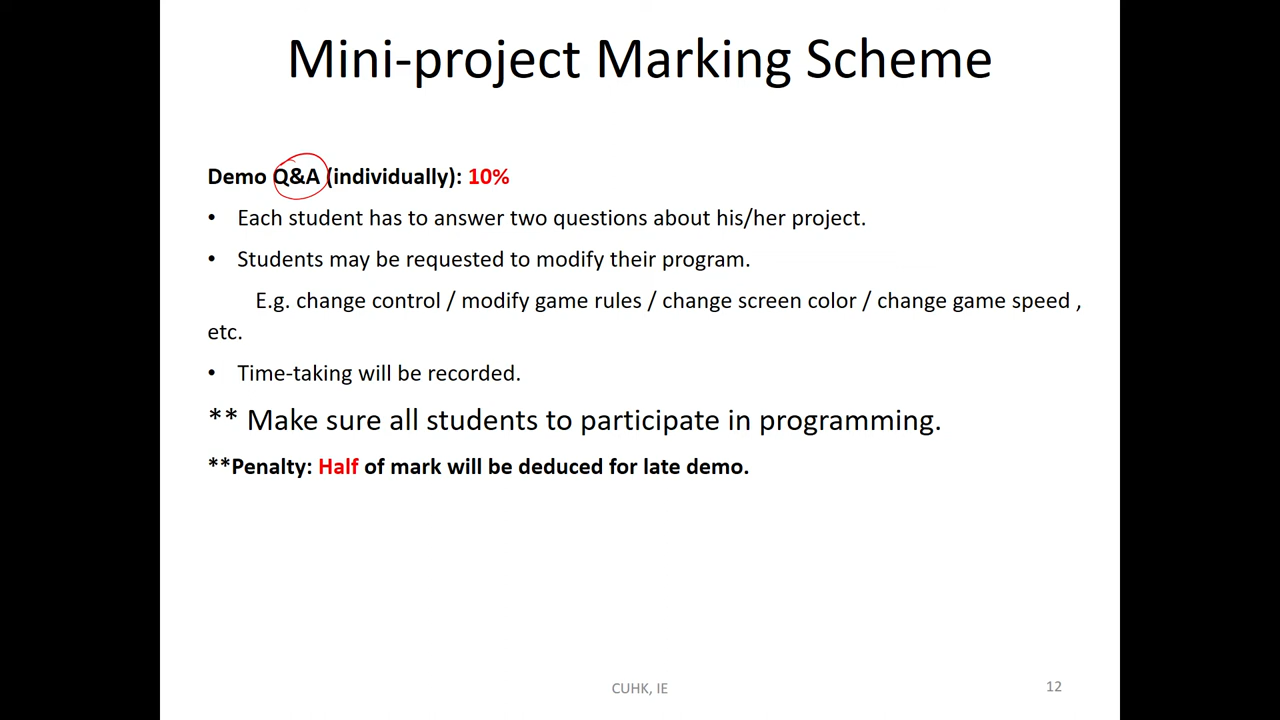 Mini-project Marking Scheme
Demo Q&A (individually): 10%
• Each student has to answer two questions about his/her project.
• Students may be requested to modify their program.
E.g. change control / modify game rules / change screen color / change game speed ,
etc.
• Time-taking will be recorded.
** Make sure all students to participate in programming.
**Penalty: Half of mark will be deduced for late demo.
CUHK, IE
12